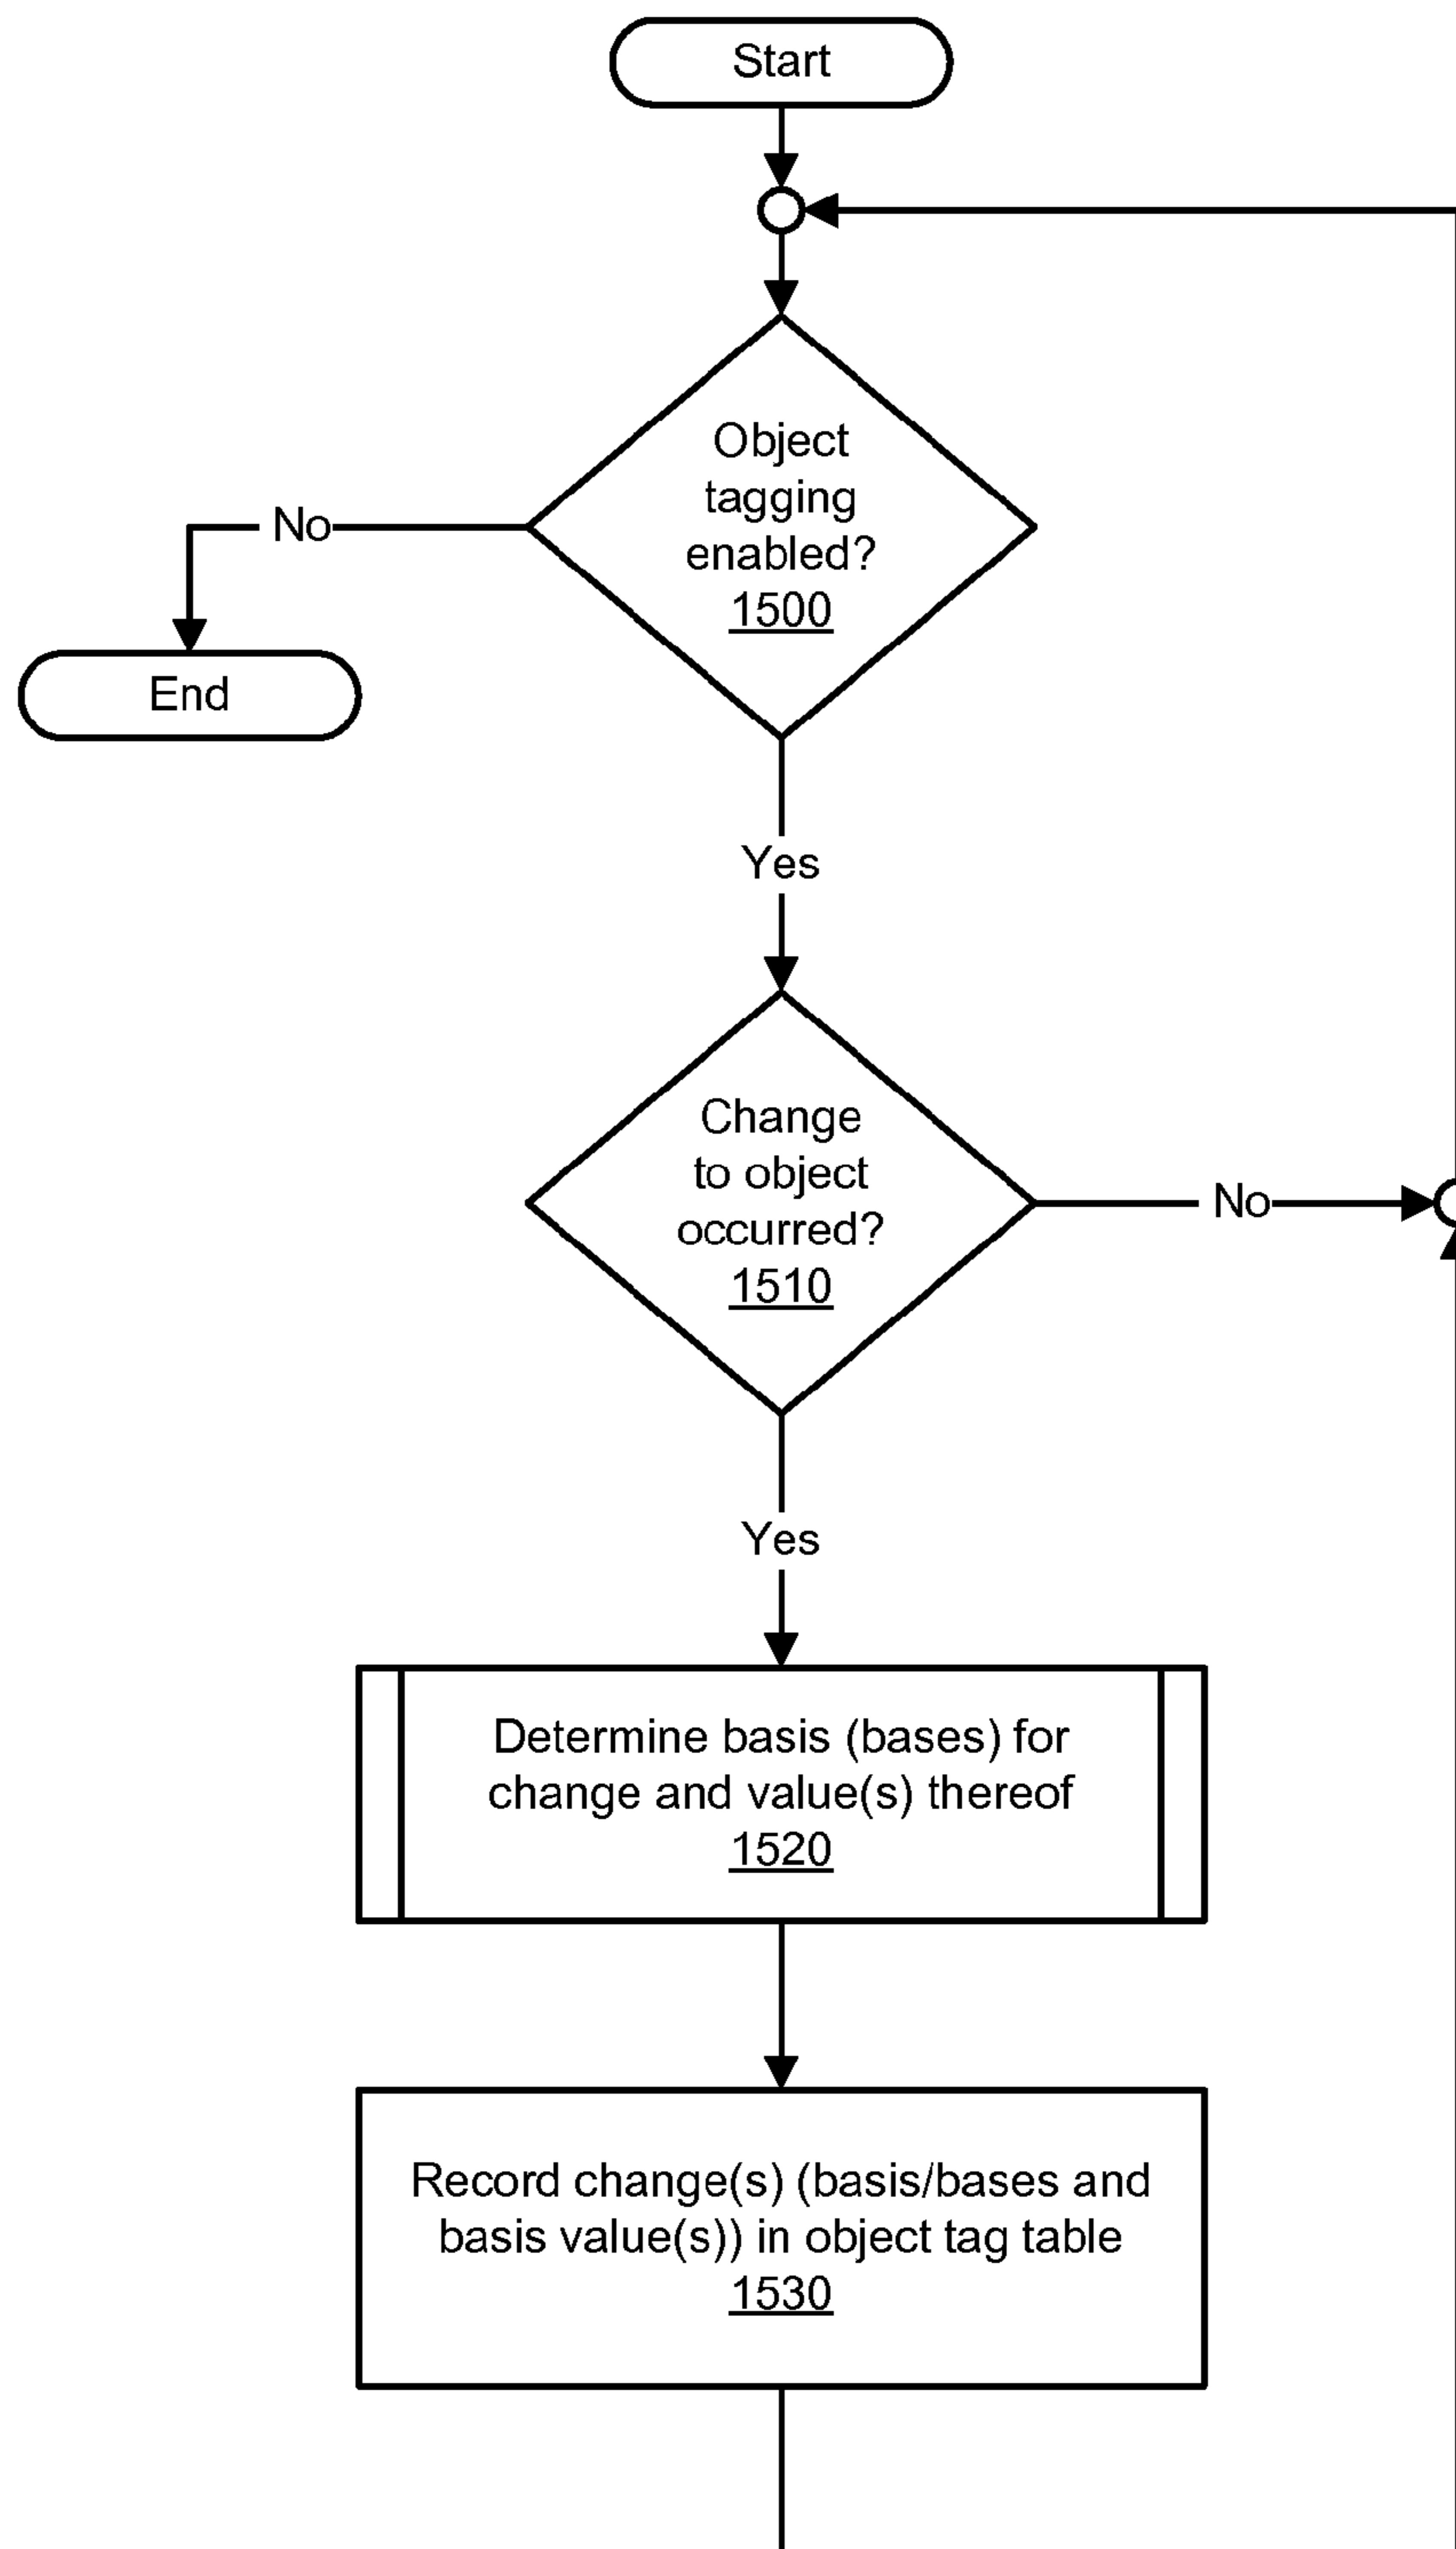 Start
Object
tagging
enabled?
1500
No
End
Yes
Change
to object
occurred?
1510
No
Yes
Determine basis (bases) for
change and value(s) thereof
1520
Record change(s) (basis/bases and
basis value(s)) in object tag table
1530